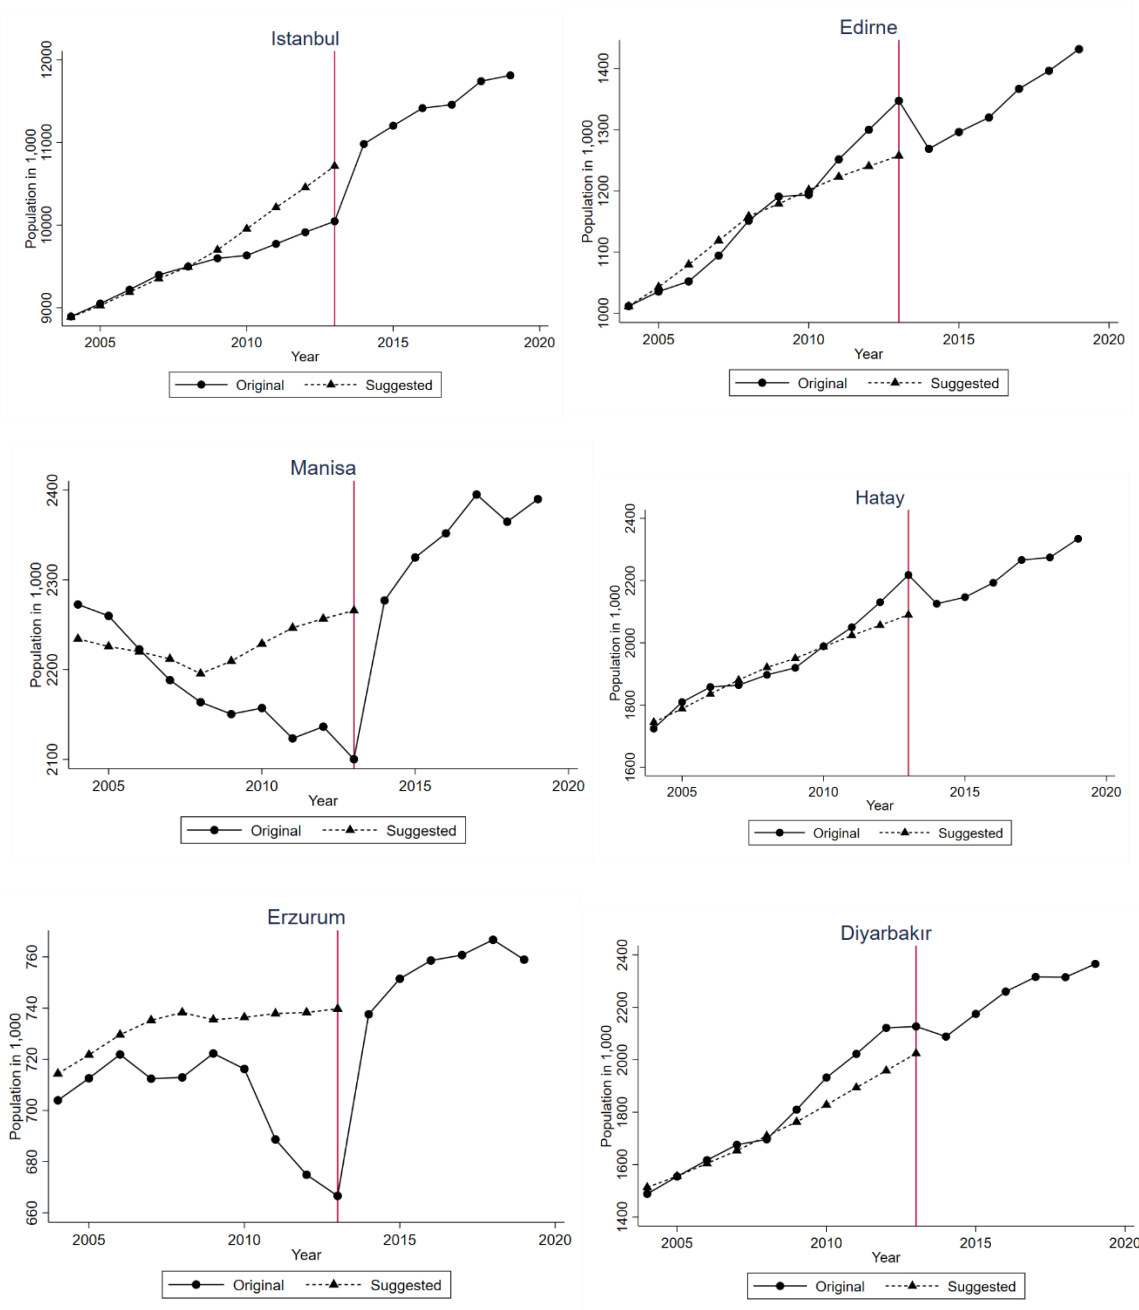 Istanbul
Population in 1,000
12000
11000
10000
9000
2005 2010 2015 2020
Year
Original Suggested
Edirne
Population in 1,000
1400
1300
1200
1100
1000
2005 2010 2015 2020
Year
Original Suggested
Manisa
Population in 1,000
2400
2300
2200
2100
2005 2010 2015 2020
Year
Original Suggested
Hatay
Population in 1,000
2400
2200
2000
1800
1600
2005 2010 2015 2020
Year
Original Suggested
Erzurum
Population in 1,000
760
740
720
700
680
660
2005 2010 2015 2020
Year
Original Suggested
Diyarbakır
Population in 1,000
2400
2200
2000
1800
1600
1400
2005 2010 2015 2020
Year
Original Suggested